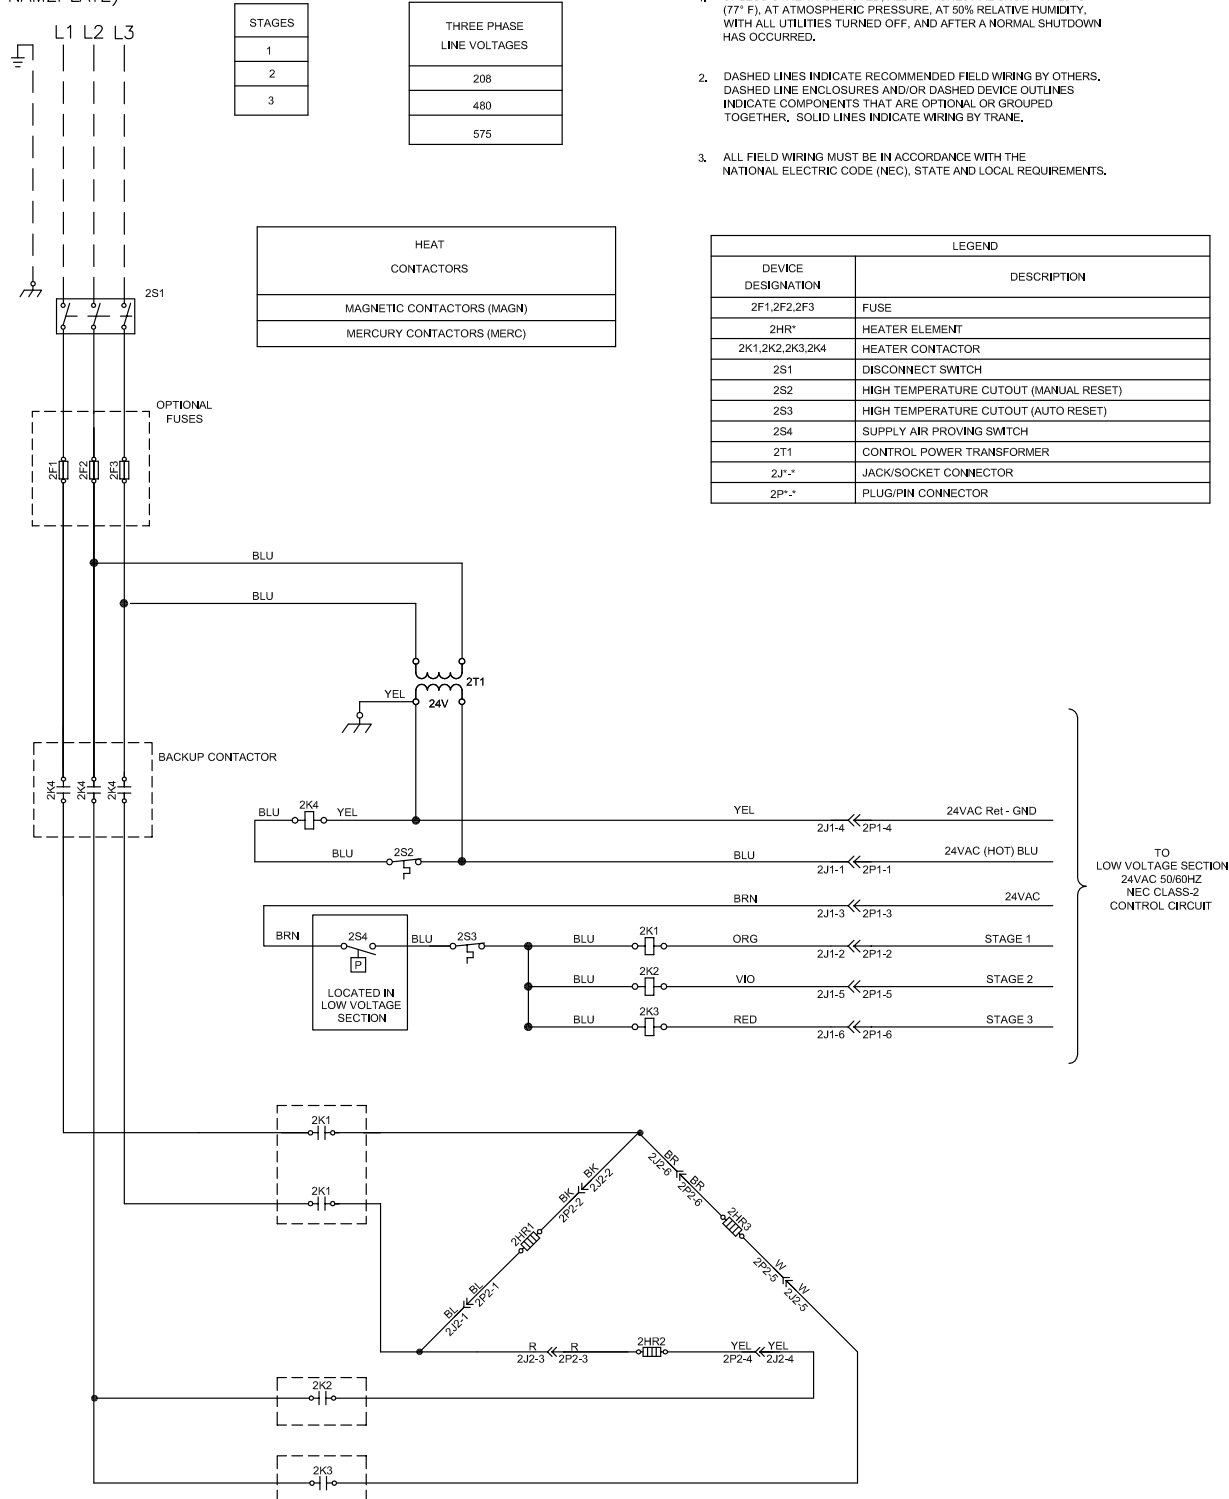 NAMEPLATE)
L1 L2 L3
STAGES
1
2
3
THREE PHASE
LINE VOLTAGES
208
480
575
(77° F), AT ATMOSPHERIC PRESSURE, AT 50% RELATIVE HUMIDITY,
WITH ALL UTILITIES TURNED OFF, AND AFTER A NORMAL SHUTDOWN
HAS OCCURRED.
2. DASHED LINES INDICATE RECOMMENDED FIELD WIRING BY OTHERS.
DASHED LINE ENCLOSURES AND/OR DASHED DEVICE OUTLINES
INDICATE COMPONENTS THAT ARE OPTIONAL OR GROUPED
TOGETHER. SOLID LINES INDICATE WIRING BY TRANE.
3. ALL FIELD WIRING MUST BE IN ACCORDANCE WITH THE
NATIONAL ELECTRIC CODE (NEC), STATE AND LOCAL REQUIREMENTS.
HEAT
CONTACTORS
MAGNETIC CONTACTORS (MAGN)
MERCURY CONTACTORS (MERC)
LEGEND
DEVICE
DESIGNATION
DESCRIPTION
2F1,2F2,2F3 FUSE
2HR* HEATER ELEMENT
2K1,2K2,2K3,2K4 HEATER CONTACTOR
2S1 DISCONNECT SWITCH
2S2 HIGH TEMPERATURE CUTOUT (MANUAL RESET)
2S3 HIGH TEMPERATURE CUTOUT (AUTO RESET)
2S4 SUPPLY AIR PROVING SWITCH
2T1 CONTROL POWER TRANSFORMER
2J*-* JACK/SOCKET CONNECTOR
2P*-* PLUG/PIN CONNECTOR
2S1
OPTIONAL
FUSES
2F1 2F2 2F3
BLU
BLU
2T1
YEL
24V
BACKUP CONTACTOR
2K4 2K4 2K4
BLU 2K4 YEL YEL 2J1-4 2P1-4 24VAC Ret - GND
BLU 2S2 BLU 2J1-1 2P1-1 24VAC (HOT) BLU
BRN 2J1-3 2P1-3 24VAC
BRN 2S4 BLU 2S3 BLU 2K1 ORG 2J1-2 2P1-2 STAGE 1
P
LOCATED IN
LOW VOLTAGE
SECTION
BLU 2K2 VIO 2J1-5 2P1-5 STAGE 2
BLU 2K3 RED 2J1-6 2P1-6 STAGE 3
TO
LOW VOLTAGE SECTION
24VAC 50/60HZ
NEC CLASS-2
CONTROL CIRCUIT
2K1
2K1
BK 2J2-2
BK 2P2-2
2HR1
BL 2P2-1
BL 2J2-1
BR 2J2-6
BR 2P2-6
2HR3
W 2P2-5
W 2J2-5
R 2J2-3 R 2P2-3 2HR2 YEL 2P2-4 YEL 2J2-4
2K2
2K3